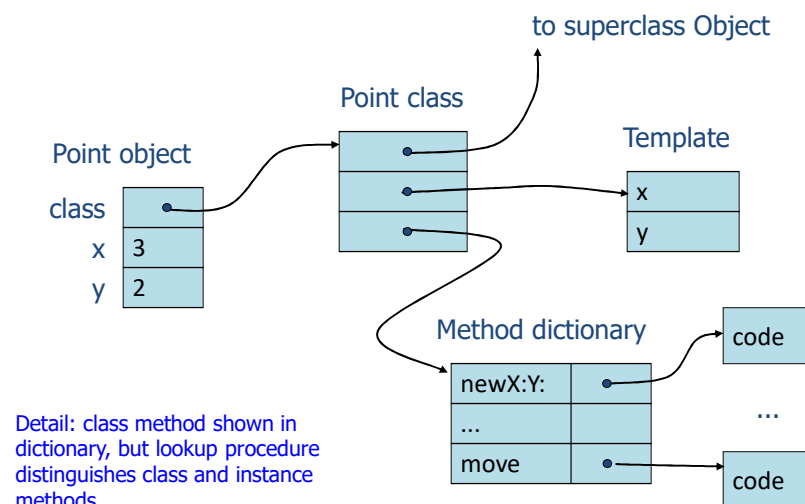 to superclass Object
Point class
Template
Point object
class
x
3
y
2
x
y
Method dictionary
newX:Y:
...
move
code
...
code
Detail: class method shown in
dictionary, but lookup procedure
distinguishes class and instance
methods